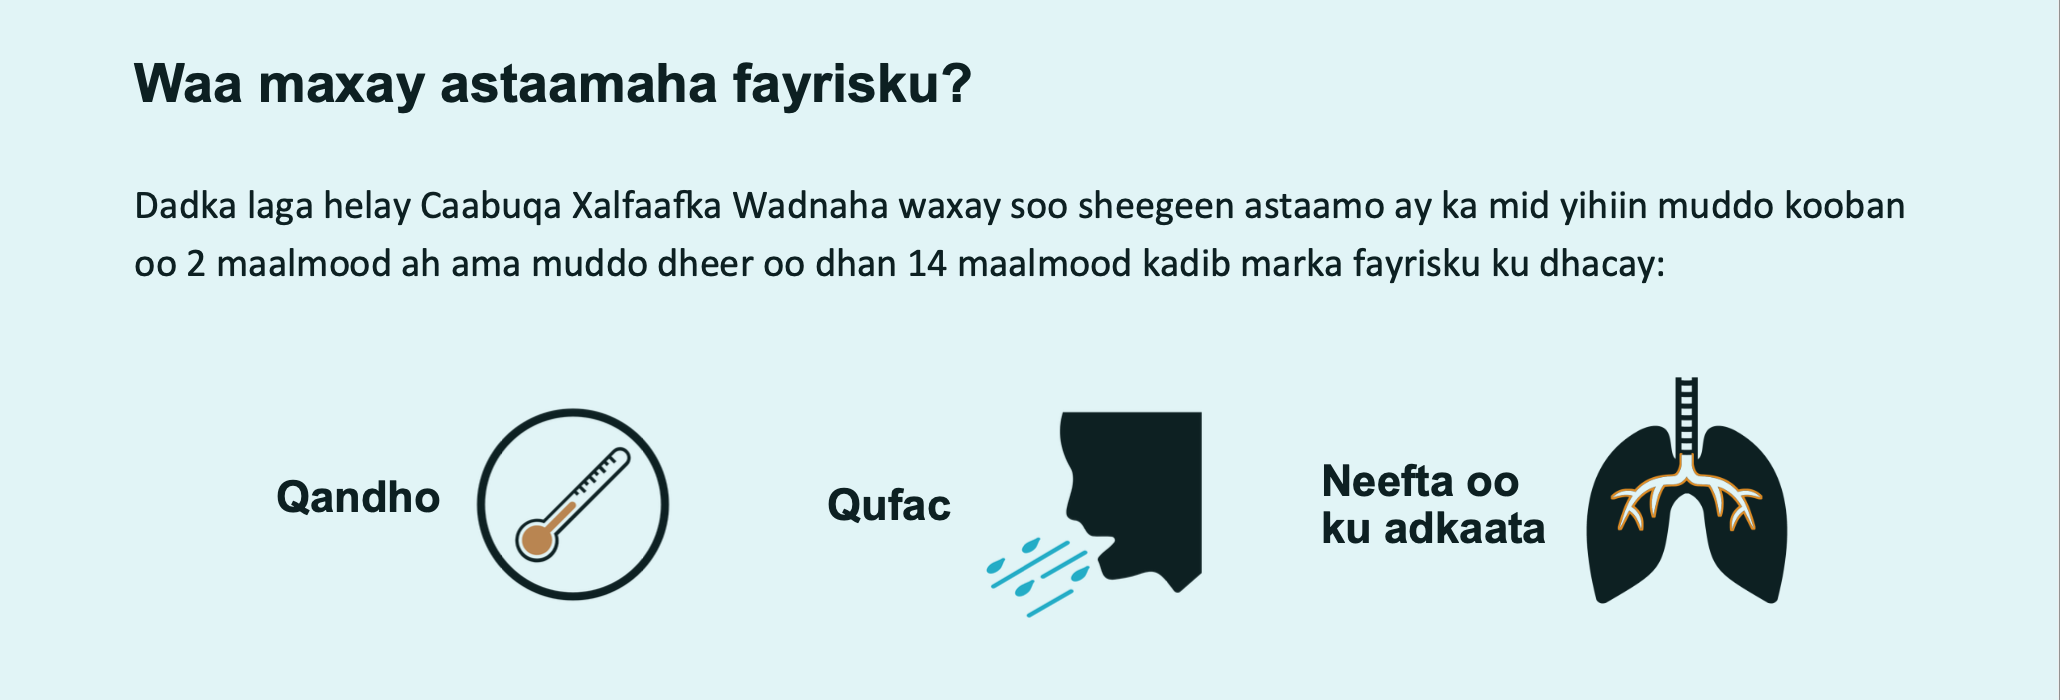 Waa maxay astaamaha fayrisku?
Dadka laga helay Caabuqa Xalfaafka Wadnaha waxay soo sheegeen astaamo ay ka mid yihiin muddo kooban
oo 2 maalmood ah ama muddo dheer oo dhan 14 maalmood kadib marka fayrisku ku dhacay:
Qandho
Qufac
Neefta oo
ku adkaata